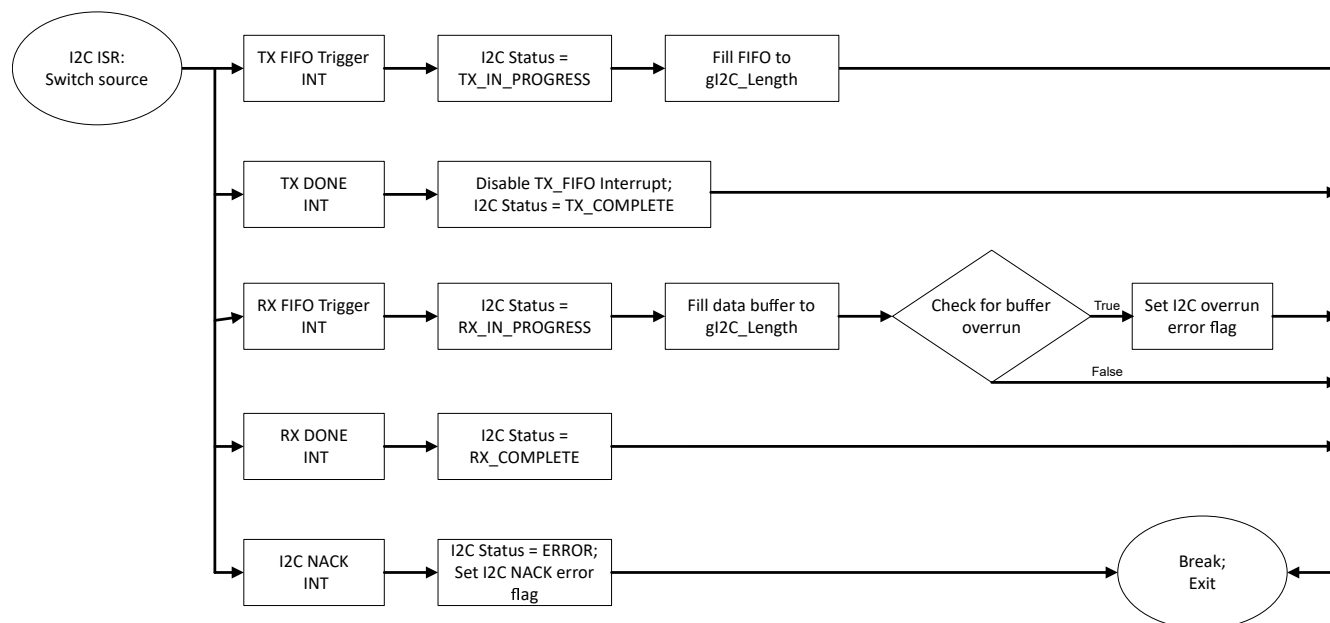 I2C ISR:
Switch source
TX FIFO Trigger
INT
I2C Status =
TX_IN_PROGRESS
Fill FIFO to
gI2C_Length
TX DONE
INT
Disable TX_FIFO Interrupt;
I2C Status = TX_COMPLETE
RX FIFO Trigger
INT
I2C Status =
RX_IN_PROGRESS
Fill data buffer to
gI2C_Length
Check for buffer
overrun
True
Set I2C overrun
error flag
False
RX DONE
INT
I2C Status =
RX_COMPLETE
I2C NACK
INT
I2C Status = ERROR;
Set I2C NACK error
flag
Break;
Exit